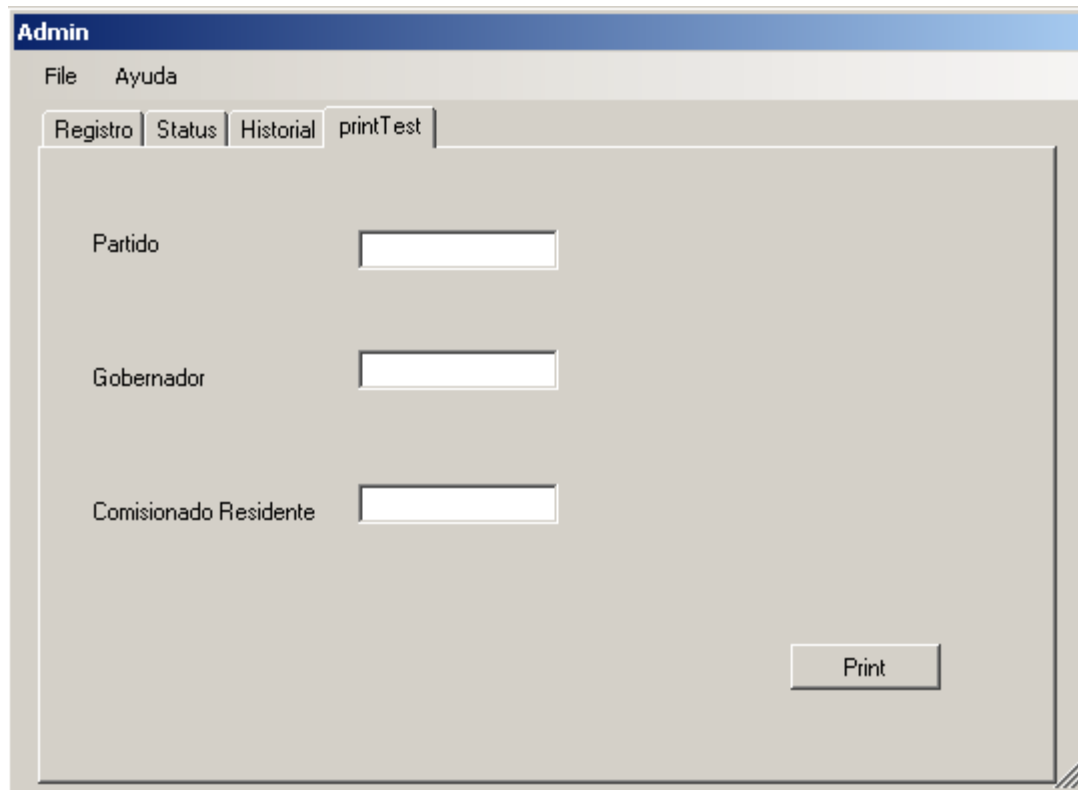 Admin
File Ayuda
Registro Status Historial printTest
Partido
Gobernador
Comisionado Residente
Print